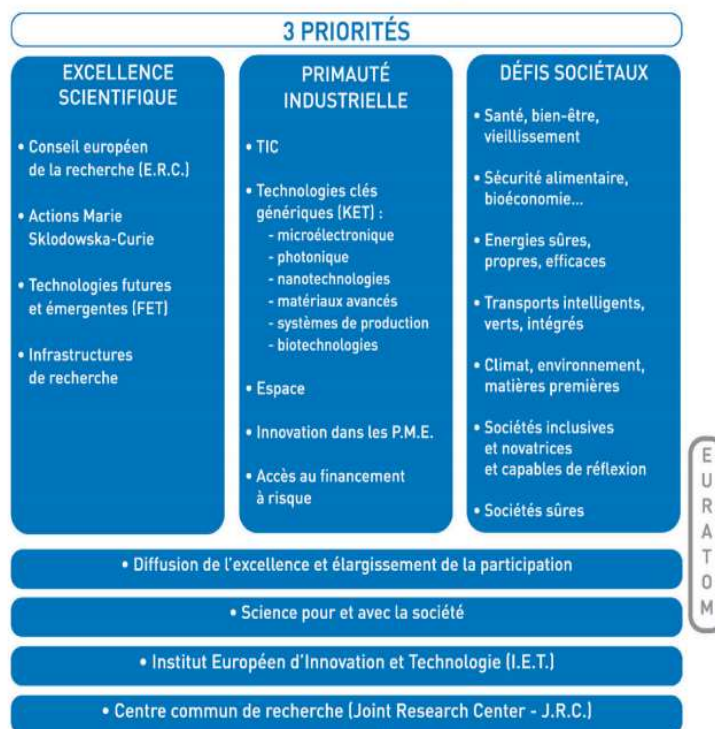 3 PRIORITÉS
EXCELLENCE
SCIENTIFIQUE
• Conseil européen
de la recherche (E.R.C.)
• Actions Marie
Sklodowska-Curie
• Technologies futures
et émergentes (FET)
• Infrastructures
de recherche
PRIMAUTÉ
INDUSTRIELLE
• TIC
• Technologies clés
génériques (KET) :
- microélectronique
- photonique
- nanotechnologies
- matériaux avancés
- systèmes de production
- biotechnologies
• Espace
• Innovation dans les P.M.E.
• Accès au financement
à risque
DÉFIS SOCIÉTAUX
• Santé, bien-être,
vieillissement
• Sécurité alimentaire,
bioéconomie...
• Energies sûres,
propres, efficaces
• Transports intelligents,
verts, intégrés
• Climat, environnement,
matières premières
• Sociétés inclusives
et novatrices
et capables de réflexion
• Sociétés sûres
EURATOM
• Diffusion de l'excellence et élargissement de la participation
• Science pour et avec la société
• Institut Européen d'Innovation et Technologie (I.E.T.)
• Centre commun de recherche (Joint Research Center - J.R.C.)